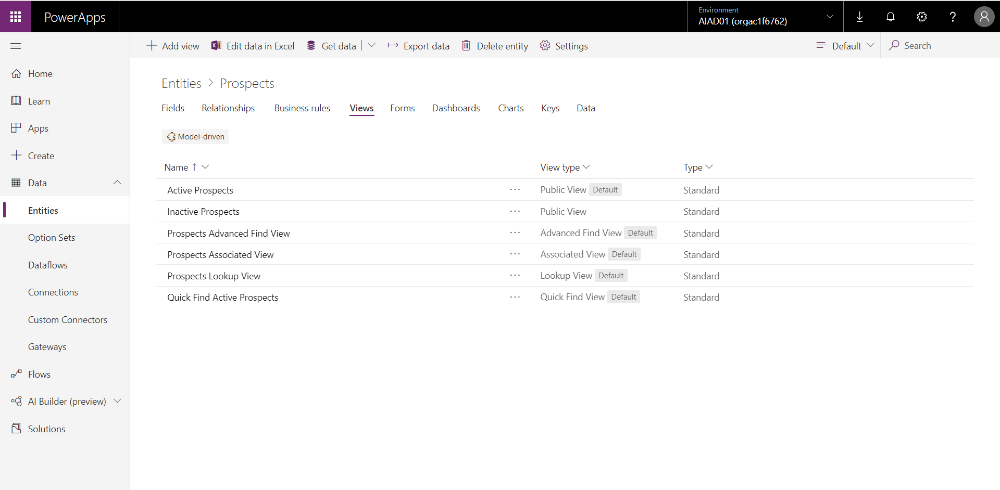 PowerApps
Environment
AIAD01 (orgac1f6762)
?
Add view
Edit data in Excel
Get data
Export data
Delete entity
Settings
Default
Search
Home
Learn
Apps
Create
Data
Entities
Option Sets
Dataflows
Connections
Custom Connectors
Gateways
Flows
AI Builder (preview)
Solutions
Entities > Prospects
Fields Relationships Business rules Views Forms Dashboards Charts Keys Data
Model-driven
Name ↑ View type Type
Active Prospects ··· Public View Default Standard
Inactive Prospects ··· Public View Standard
Prospects Advanced Find View ··· Advanced Find View Default Standard
Prospects Associated View ··· Associated View Default Standard
Prospects Lookup View ··· Lookup View Default Standard
Quick Find Active Prospects ··· Quick Find View Default Standard